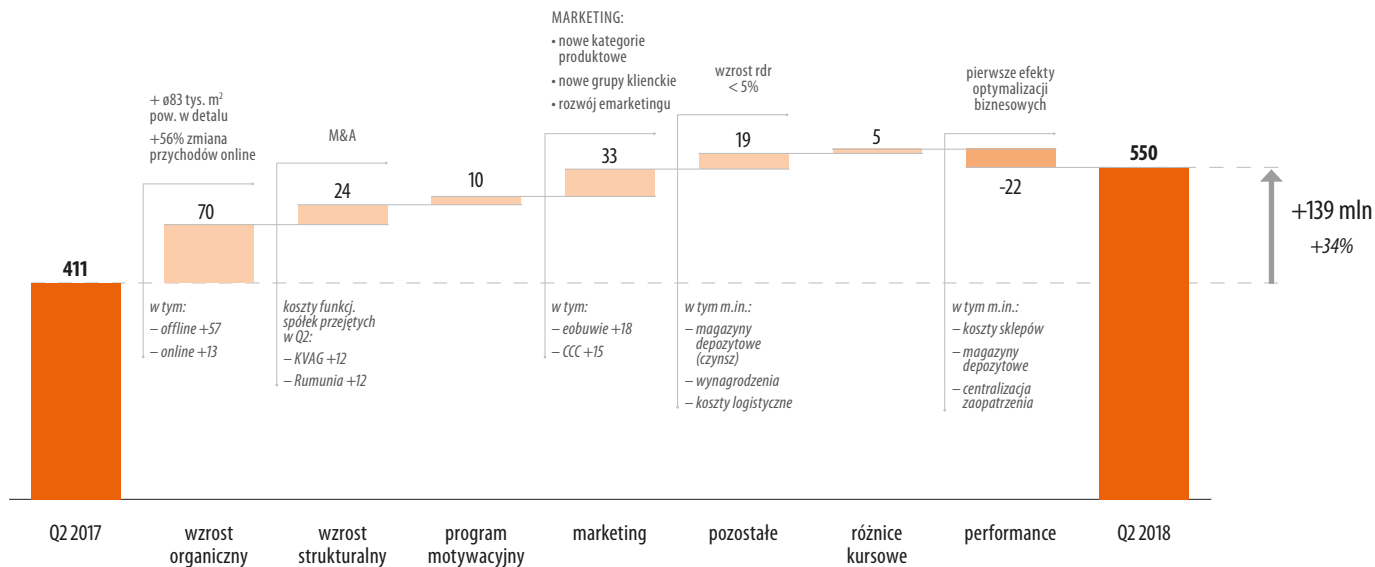 MARKETING:
• nowe kategorie
produktowe
• nowe grupy klienckie
• rozwój emarketingu
wzrost rdr
< 5%
pierwsze efekty
optymalizacji
biznesowych
+ ø83 tys. m²
pow. w detalu
+56% zmiana
przychodów online
M&A
411
70
24
10
33
19
5
-22
550
+139 mln
+34%
w tym:
– offline +57
– online +13
koszty funkcj.
spółek przejętych
w Q2:
– KVAG +12
– Rumunia +12
w tym:
– eobuwie +18
– CCC +15
w tym m.in.:
– magazyny
depozytowe
(czynsz)
– wynagrodzenia
– koszty logistyczne
w tym m.in.:
– koszty sklepów
– magazyny
depozytowe
– centralizacja
zaopatrzenia
Q2 2017
wzrost
organiczny
wzrost
strukturalny
program
motywacyjny
marketing
pozostałe
różnice
kursowe
performance
Q2 2018